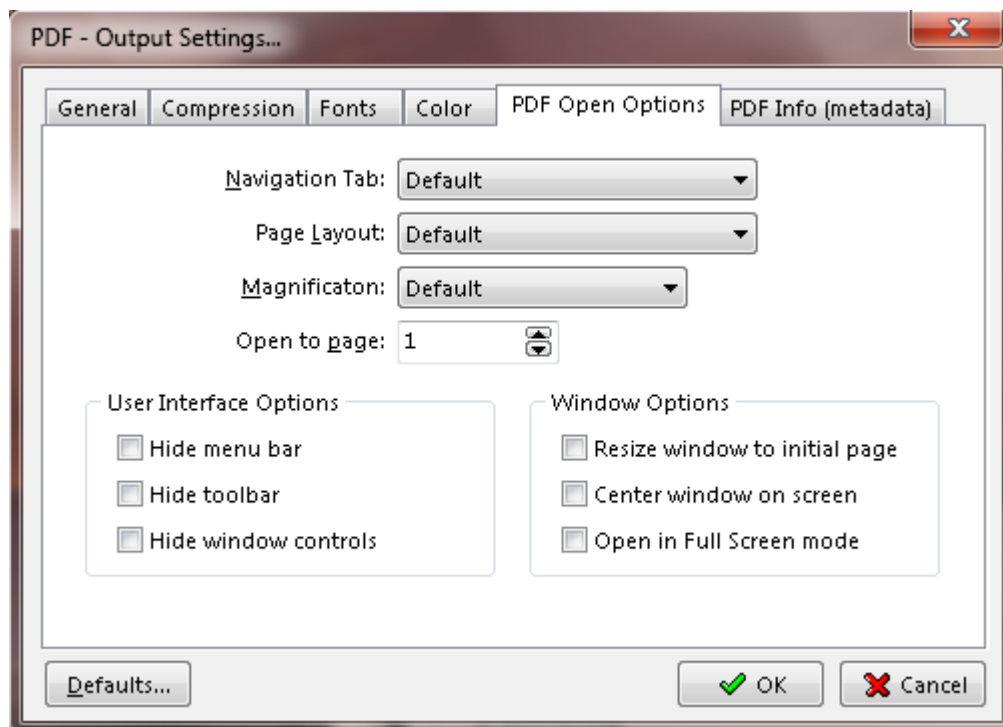 PDF - Output Settings...
General Compression Fonts Color PDF Open Options PDF Info (metadata)
Navigation Tab: Default
Page Layout: Default
Magnificaton: Default
Open to page: 1
User Interface Options
Hide menu bar
Hide toolbar
Hide window controls
Window Options
Resize window to initial page
Center window on screen
Open in Full Screen mode
Defaults... OK Cancel